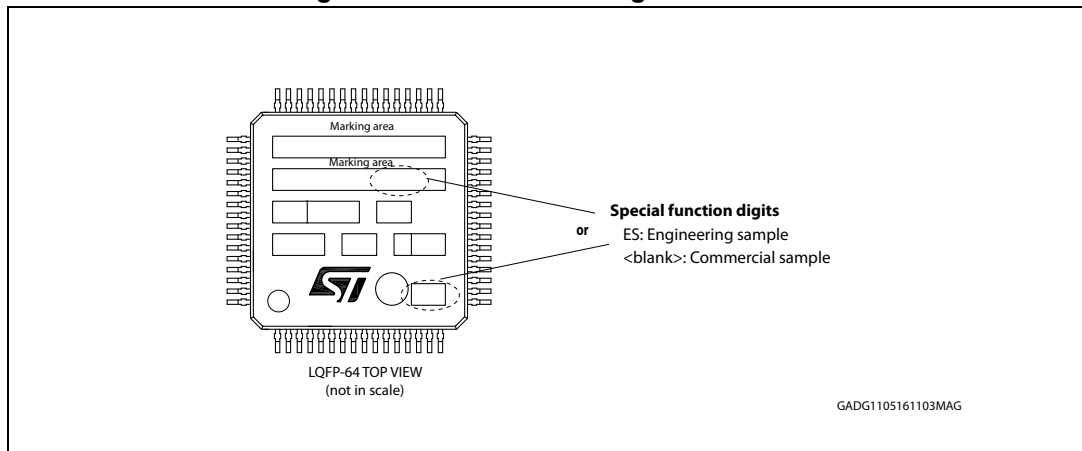 Marking area
Marking area
Special function digits
or
ES: Engineering sample
<blank>: Commercial sample
ST
LQFP-64 TOP VIEW
(not in scale)
GADG1105161103MAG